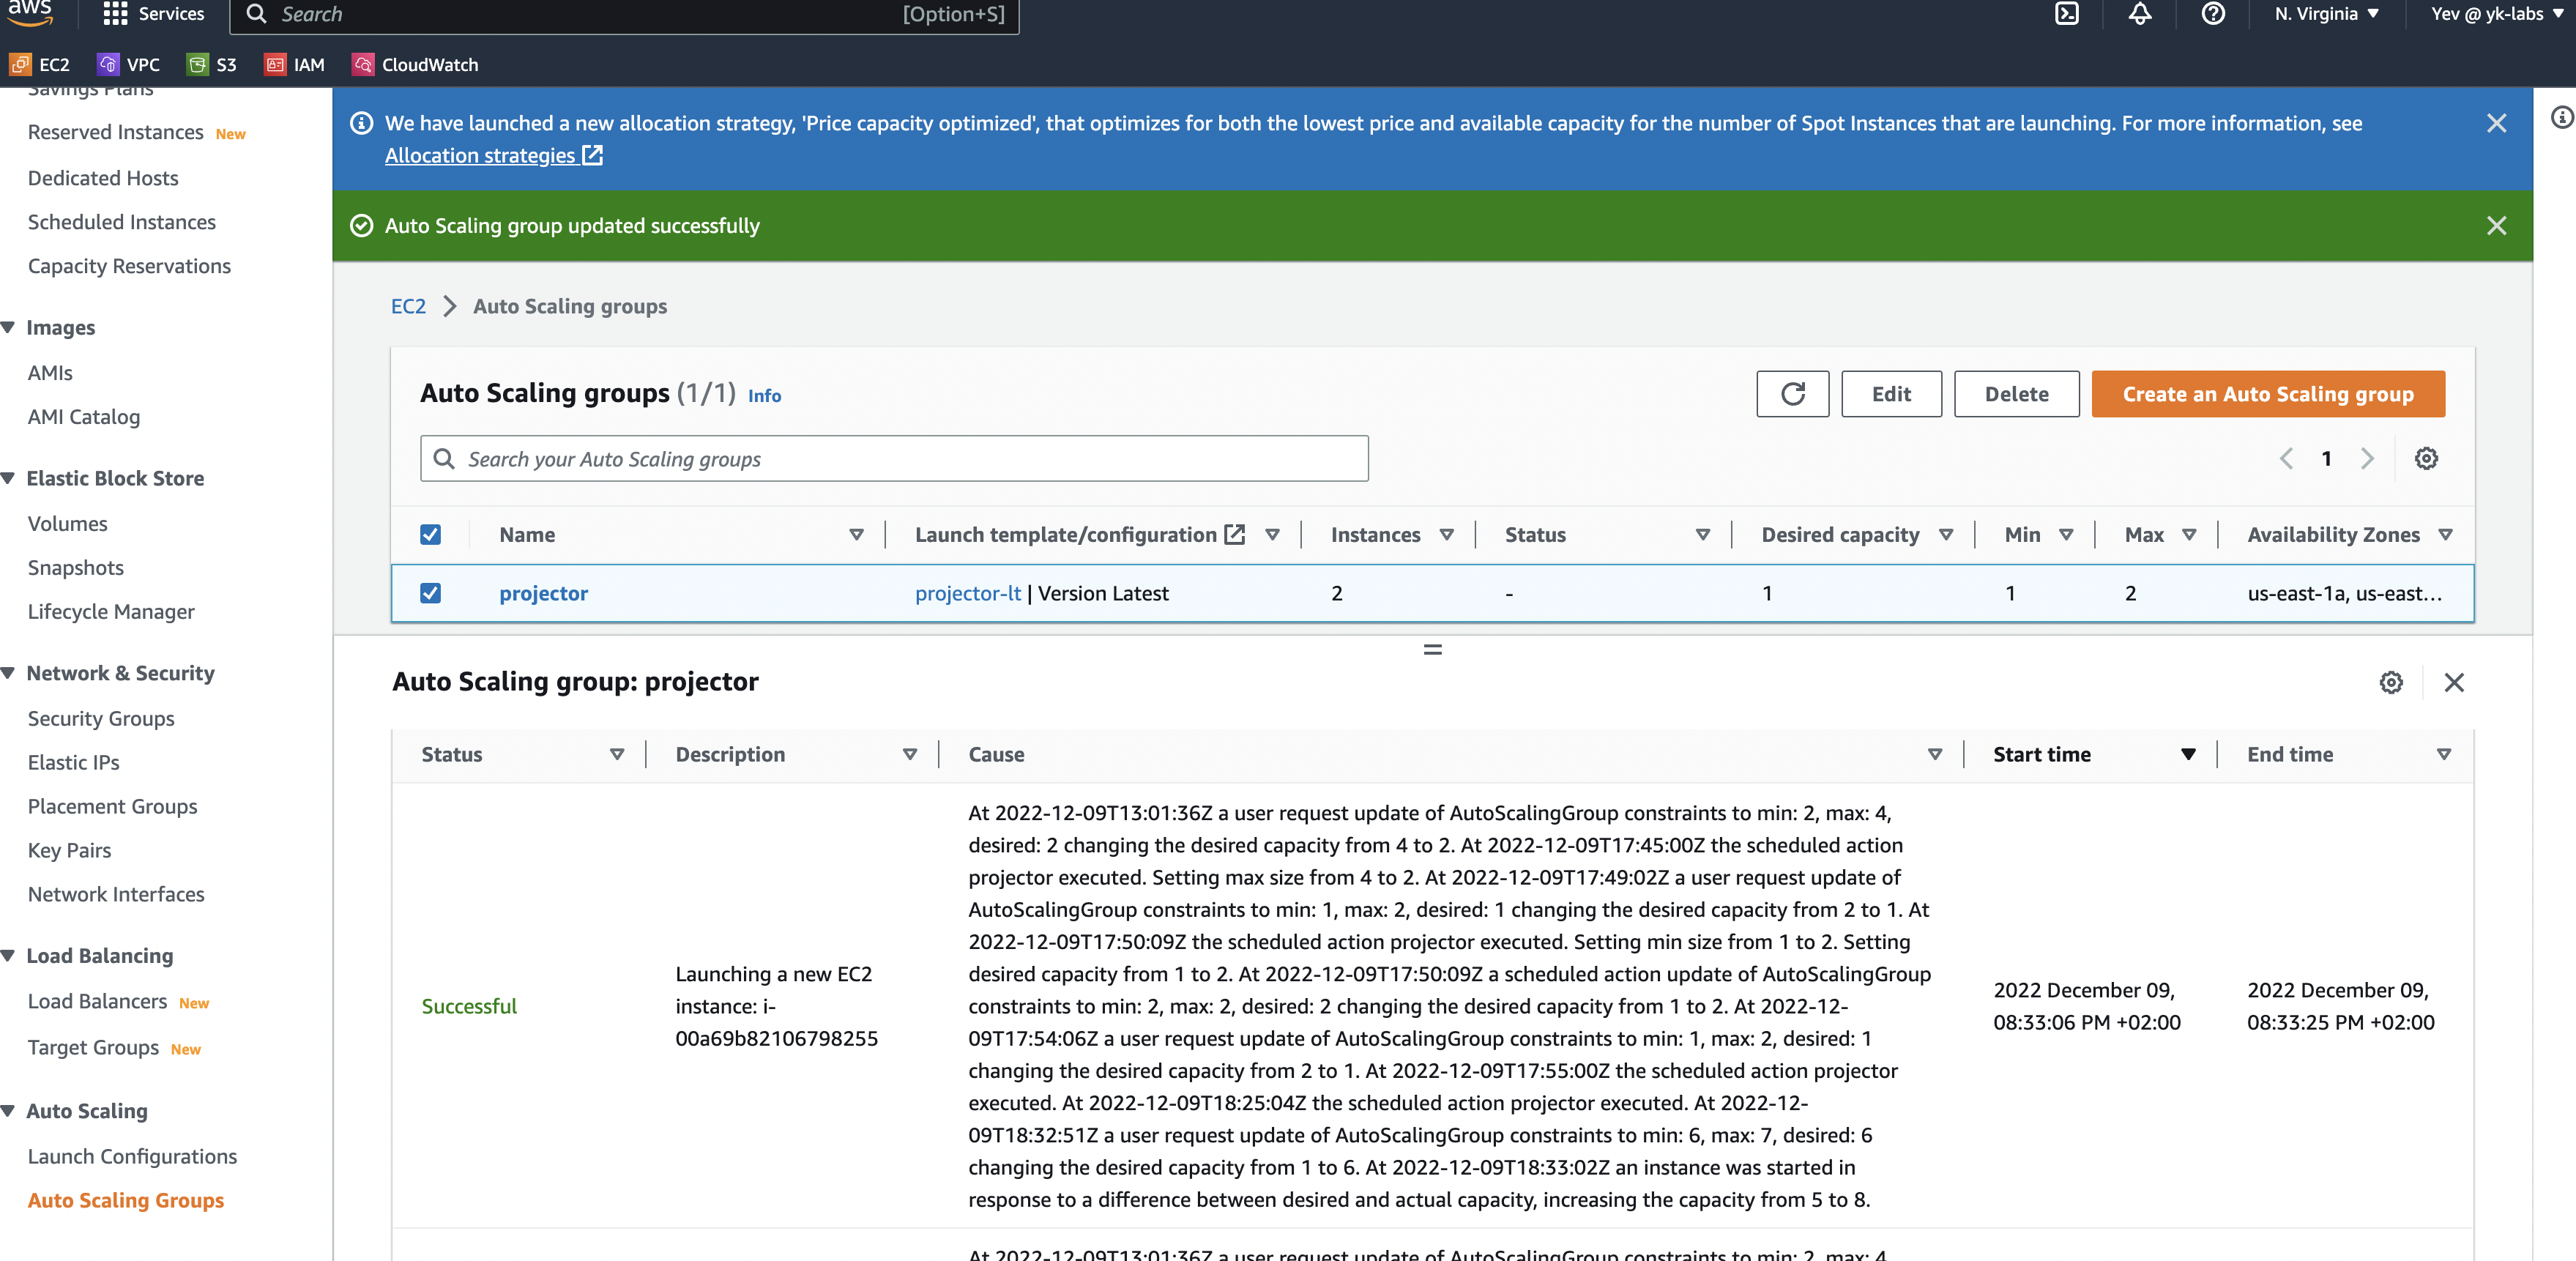 aws
Services
Search
[Option+S]
N. Virginia
Yev @ yk-labs
EC2
VPC
S3
IAM
CloudWatch
Savings Plans
Reserved Instances New
Dedicated Hosts
Scheduled Instances
Capacity Reservations
Images
AMIs
AMI Catalog
Elastic Block Store
Volumes
Snapshots
Lifecycle Manager
Network & Security
Security Groups
Elastic IPs
Placement Groups
Key Pairs
Network Interfaces
Load Balancing
Load Balancers New
Target Groups New
Auto Scaling
Launch Configurations
Auto Scaling Groups
We have launched a new allocation strategy, 'Price capacity optimized', that optimizes for both the lowest price and available capacity for the number of Spot Instances that are launching. For more information, see
Allocation strategies
Auto Scaling group updated successfully
EC2 > Auto Scaling groups
Auto Scaling groups (1/1) Info
Edit
Delete
Create an Auto Scaling group
Search your Auto Scaling groups
1
Name
Launch template/configuration
Instances
Status
Desired capacity
Min
Max
Availability Zones
projector
projector-lt | Version Latest
2
-
1
1
2
us-east-1a, us-east...
Auto Scaling group: projector
Status
Description
Cause
Start time
End time
Successful
Launching a new EC2
instance: i-
00a69b82106798255
At 2022-12-09T13:01:36Z a user request update of AutoScalingGroup constraints to min: 2, max: 4,
desired: 2 changing the desired capacity from 4 to 2. At 2022-12-09T17:45:00Z the scheduled action
projector executed. Setting max size from 4 to 2. At 2022-12-09T17:49:02Z a user request update of
AutoScalingGroup constraints to min: 1, max: 2, desired: 1 changing the desired capacity from 2 to 1. At
2022-12-09T17:50:09Z the scheduled action projector executed. Setting min size from 1 to 2. Setting
desired capacity from 1 to 2. At 2022-12-09T17:50:09Z a scheduled action update of AutoScalingGroup
constraints to min: 2, max: 2, desired: 2 changing the desired capacity from 1 to 2. At 2022-12-
09T17:54:06Z a user request update of AutoScalingGroup constraints to min: 1, max: 2, desired: 1
changing the desired capacity from 2 to 1. At 2022-12-09T17:55:00Z the scheduled action projector
executed. At 2022-12-09T18:25:04Z the scheduled action projector executed. At 2022-12-
09T18:32:51Z a user request update of AutoScalingGroup constraints to min: 6, max: 7, desired: 6
changing the desired capacity from 1 to 6. At 2022-12-09T18:33:02Z an instance was started in
response to a difference between desired and actual capacity, increasing the capacity from 5 to 8.
2022 December 09,
08:33:06 PM +02:00
2022 December 09,
08:33:25 PM +02:00
At 2022-12-09T13:01:36Z a user request update of AutoScalingGroup constraints to min: 2, max: 4,